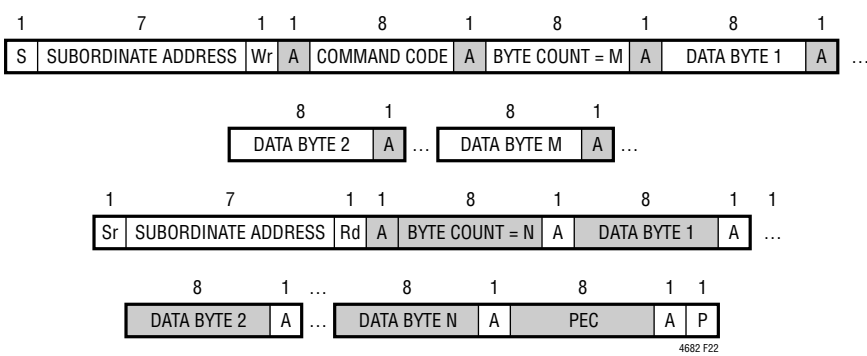 1 7 1 1 8 1 8 1 8 1
S SUBORDINATE ADDRESS Wr A COMMAND CODE A BYTE COUNT = M A DATA BYTE 1 A …
8 1 8 1
DATA BYTE 2 A … DATA BYTE M A …
1 7 1 1 8 1 8 1 1
Sr SUBORDINATE ADDRESS Rd A BYTE COUNT = N A DATA BYTE 1 A …
8 1 … 8 1 8 1 1
DATA BYTE 2 A … DATA BYTE N A PEC A P
4682 F22